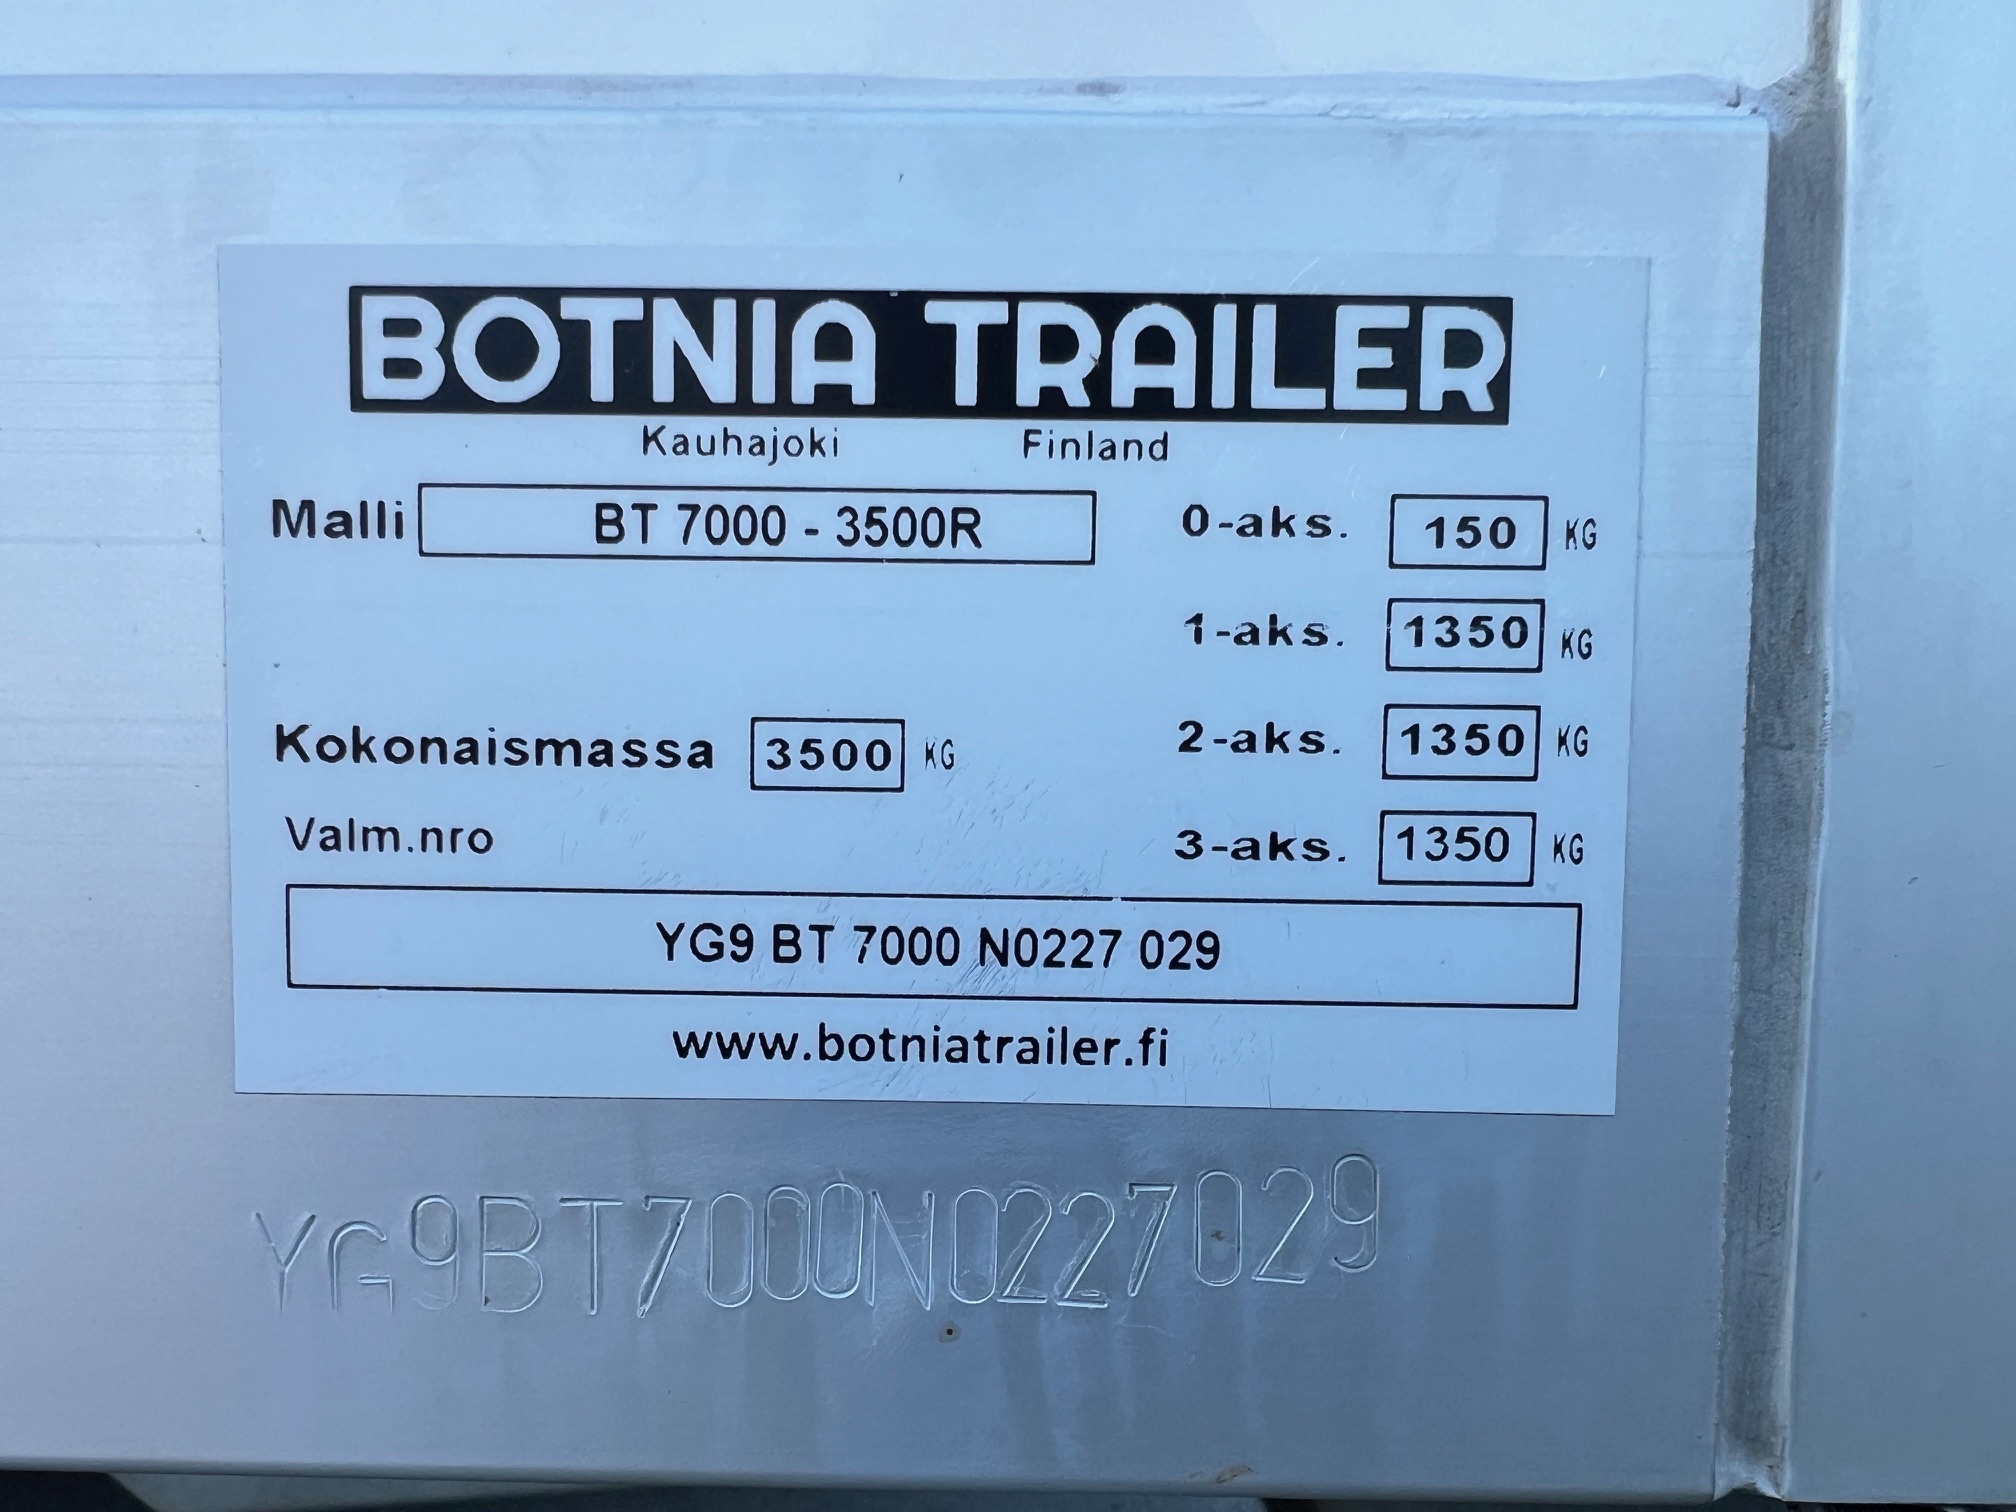 BOTNIA TRAILER
Kauhajoki Finland
Malli BT 7000 - 3500R 0-aks. 150 KG
1-aks. 1350 KG
Kokonaismassa 3500 KG 2-aks. 1350 KG
Valm.nro 3-aks. 1350 KG
YG9 BT 7000 N0227 029
www.botniatrailer.fi
YG9BT7000N0227029